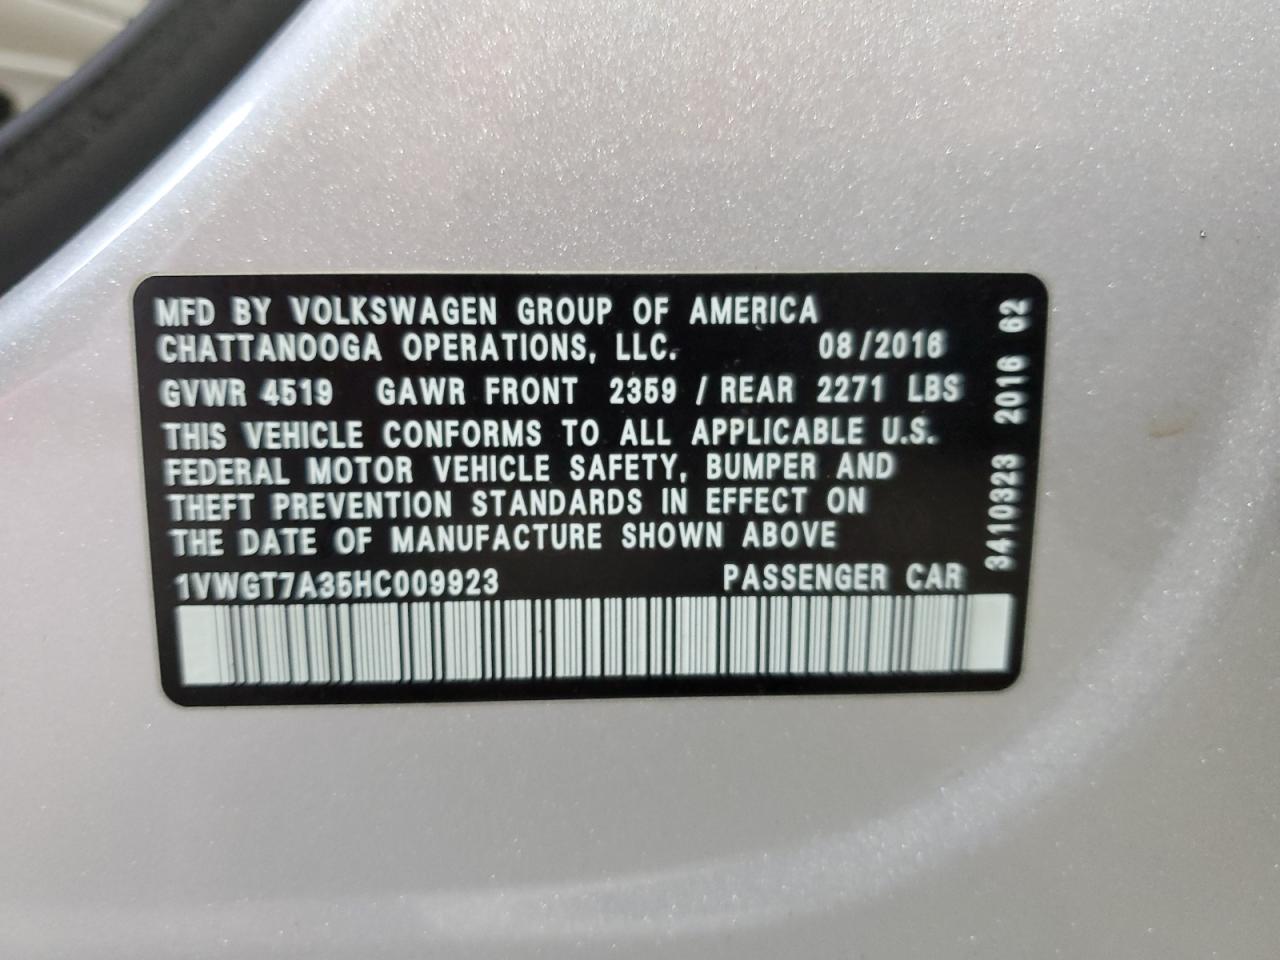 MFD BY VOLKSWAGEN GROUP OF AMERICA
CHATTANOOGA OPERATIONS, LLC. 08/2016
GVWR 4519 GAWR FRONT 2359 / REAR 2271 LBS
THIS VEHICLE CONFORMS TO ALL APPLICABLE U.S.
FEDERAL MOTOR VEHICLE SAFETY, BUMPER AND
THEFT PREVENTION STANDARDS IN EFFECT ON
THE DATE OF MANUFACTURE SHOWN ABOVE
1VWGT7A35HC009923 PASSENGER CAR
3410323 2016 62